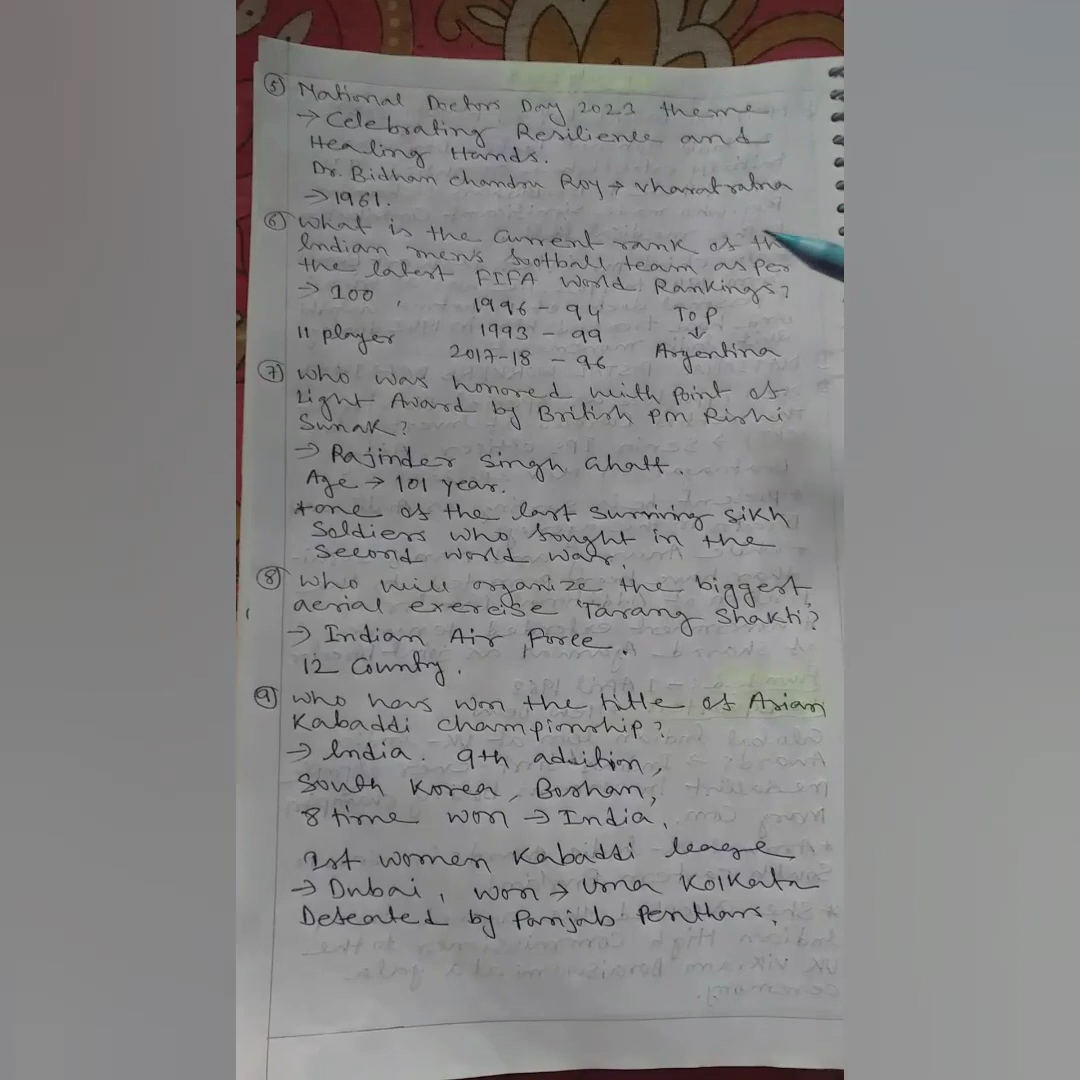 ⑤ National Doctors Day 2023 theme
→ Celebrating Resilience and
Healing Hands.
Dr. Bidhan Chandra Roy → vharatratna
→ 1961.
⑥ What is the current rank of the
Indian men's football team as per
the latest FIFA World Rankings?
→ 100, 1996 - 94 Top
11 player 1993 - 99 ↓
2017-18 - 96 Argentina
⑦ Who was honored with Point of
Light Award by British PM Rishi
Sunak?
→ Rajinder Singh Dhatt.
Age → 101 year.
* one of the last surviving Sikh
Soldiers who fought in the
Second World War.
⑧ Who will organize the biggest
aerial exercise 'Tarang Shakti?
→ Indian Air Force.
12 Country.
⑨ Who has won the title of Asian
Kabaddi championship?
→ India. 9th addition,
South Korea, Boshan,
8 time won → India,
1st women Kabaddi league
→ Dubai, won → Uma Kolkata
Defeated by Panjab Penthars.